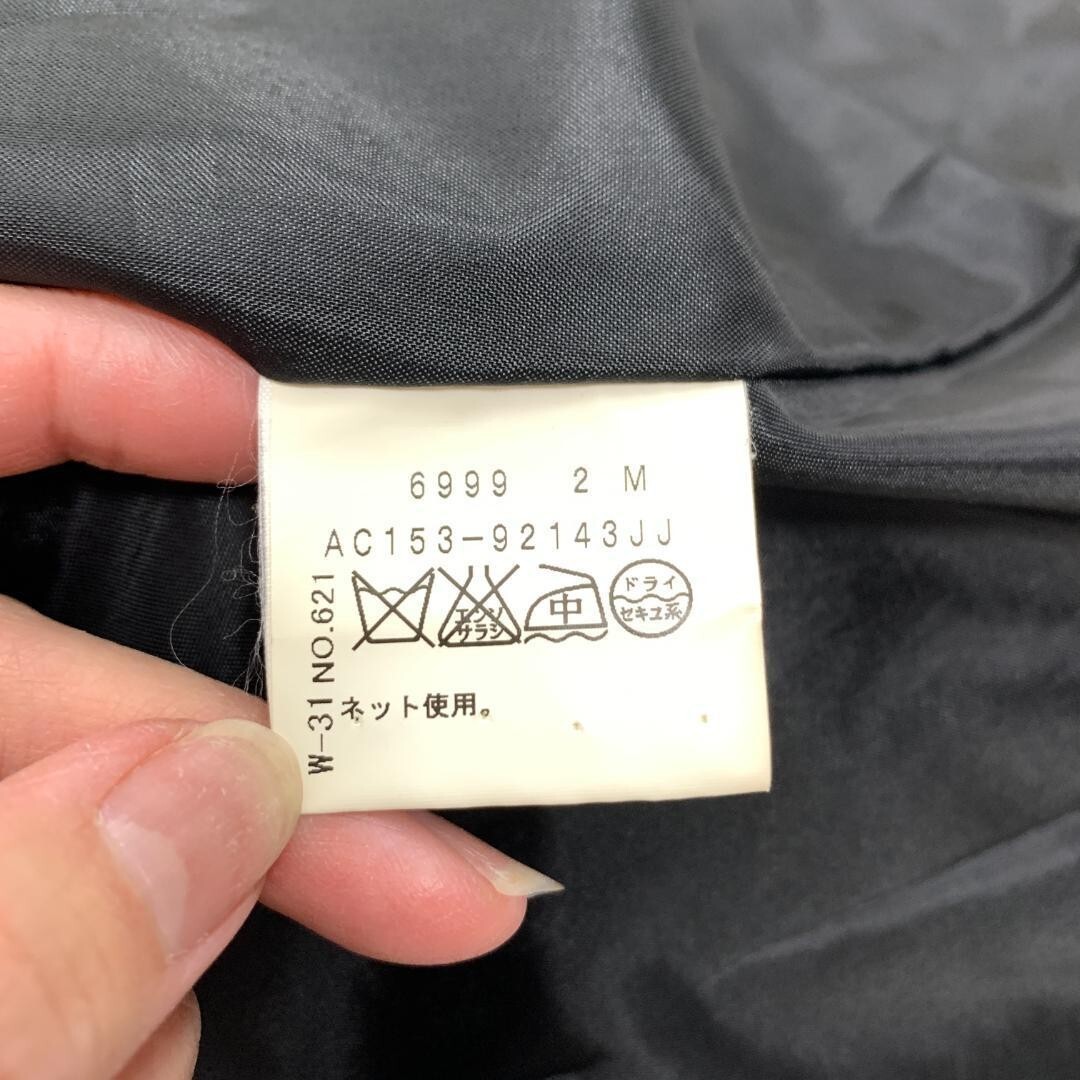 6999 2 M
AC153-92143JJ
エンソ
サラシ
中
ドライ
セキユ系
ネット使用。
W-31 NO.621